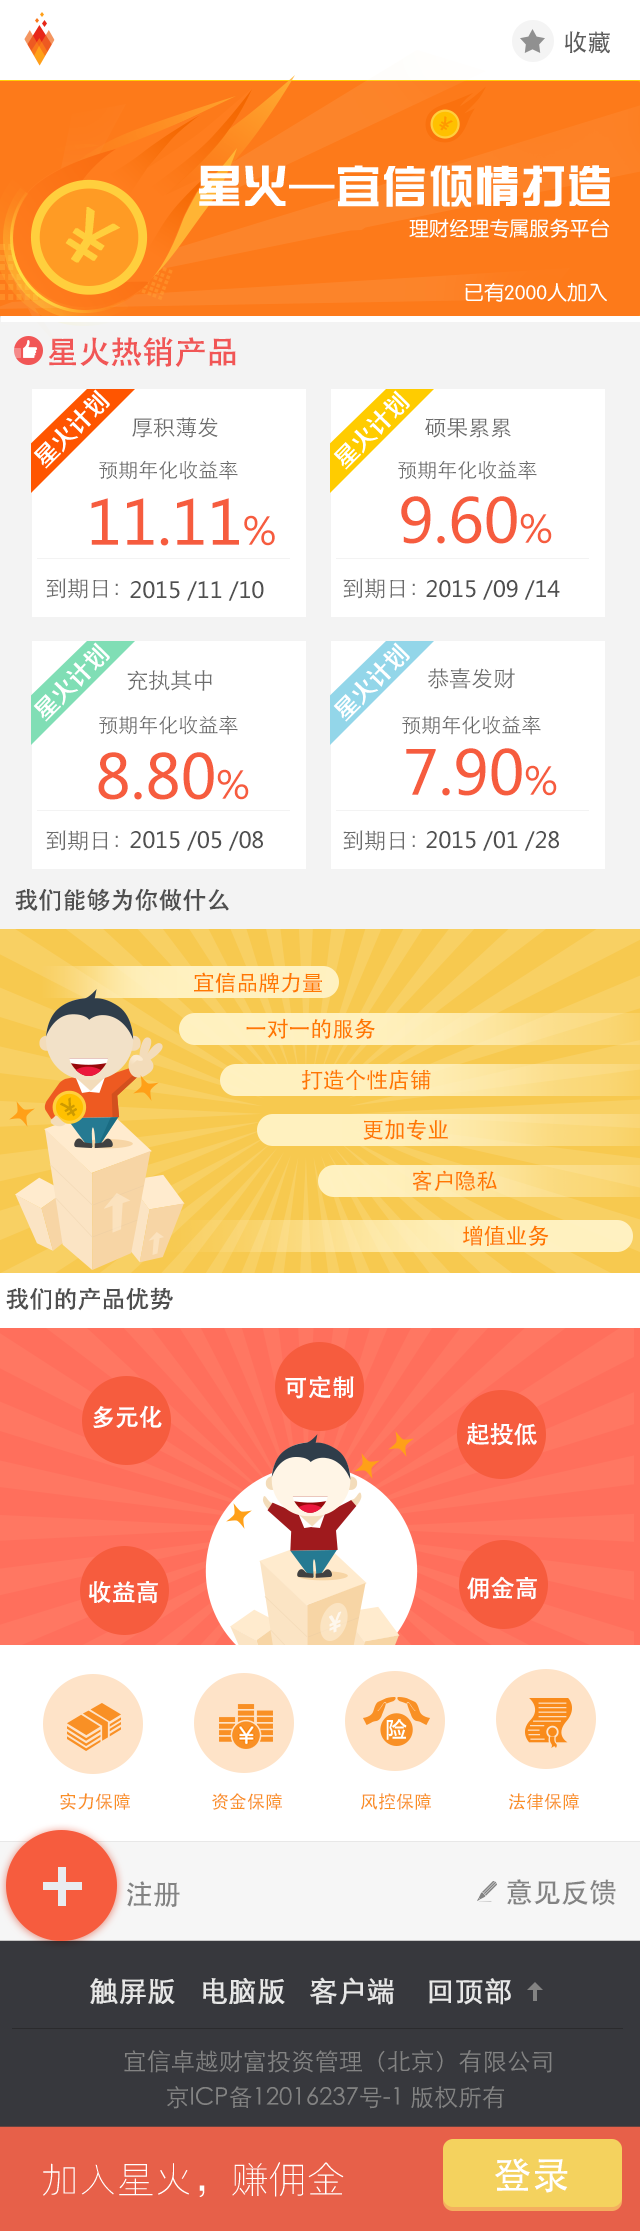 收藏
星火—宜信倾情打造
理财经理专属服务平台
已有2000人加入
星火热销产品
星火计划
厚积薄发
预期年化收益率
11.11%
到期日：2015 /11 /10
星火计划
硕果累累
预期年化收益率
9.60%
到期日：2015 /09 /14
星火计划
充执其中
预期年化收益率
8.80%
到期日：2015 /05 /08
星火计划
恭喜发财
预期年化收益率
7.90%
到期日：2015 /01 /28
我们能够为你做什么
宜信品牌力量
一对一的服务
打造个性店铺
更加专业
客户隐私
增值业务
我们的产品优势
可定制
多元化
起投低
收益高
佣金高
¥
¥
险
实力保障
资金保障
风控保障
法律保障
注册
意见反馈
触屏版 电脑版 客户端 回顶部
宜信卓越财富投资管理（北京）有限公司
京ICP备12016237号-1 版权所有
加入星火，赚佣金
登录